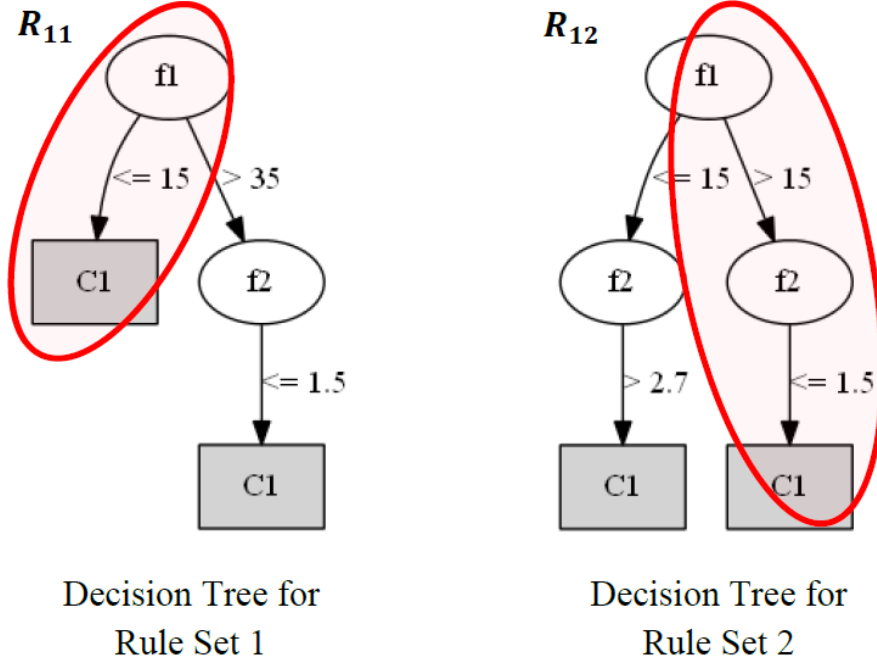 R11
f1
<= 15
> 35
C1
f2
<= 1.5
C1
Decision Tree for
Rule Set 1
R12
f1
<= 15
> 15
f2
f2
> 2.7
<= 1.5
C1
C1
Decision Tree for
Rule Set 2